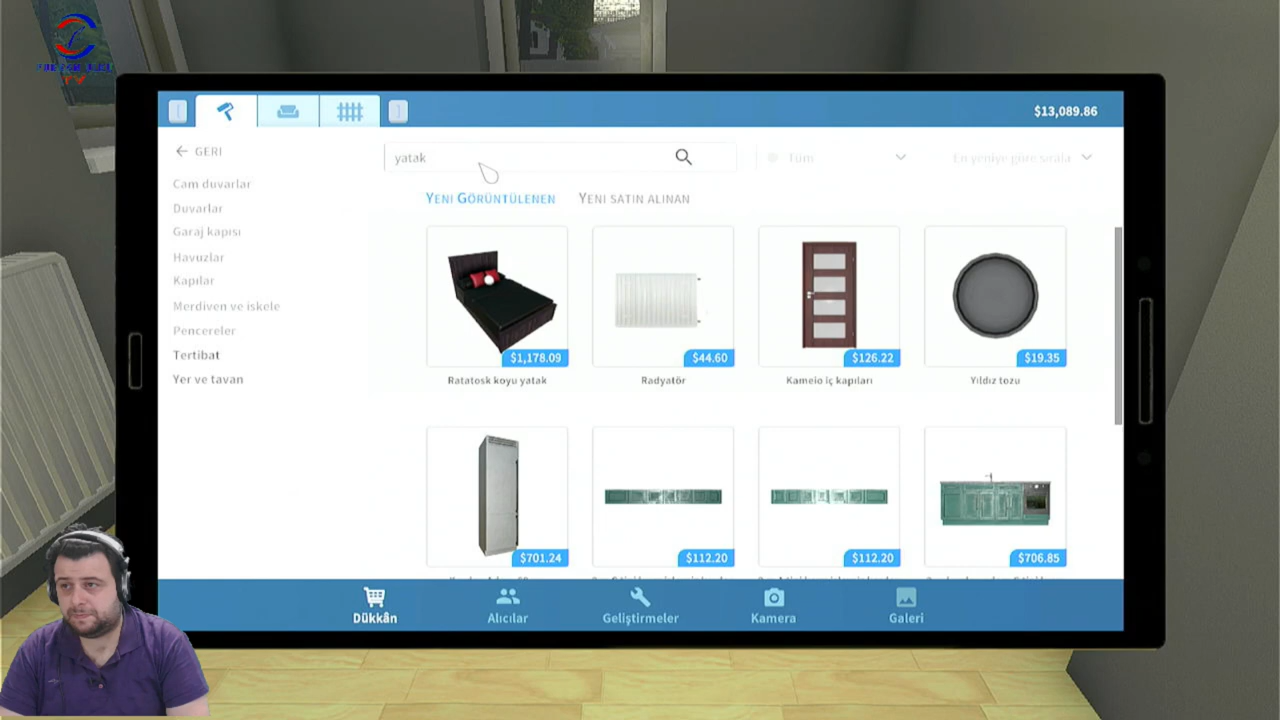 $13,089.86
GERI
yatak
Tüm
En yeniye göre sırala
Cam duvarlar
Duvarlar
Garaj kapısı
Havuzlar
Kapılar
Merdiven ve iskele
Pencereler
Tertibat
Yer ve tavan
YENI GÖRÜNTÜLENEN
YENI SATIN ALINAN
$1,178.09
$44.60
$126.22
$19.35
Ratatosk koyu yatak
Radyatör
Kameio iç kapıları
Yıldız tozu
$701.24
$112.20
$112.20
$706.85
Dükkân
Alıcılar
Geliştirmeler
Kamera
Galeri